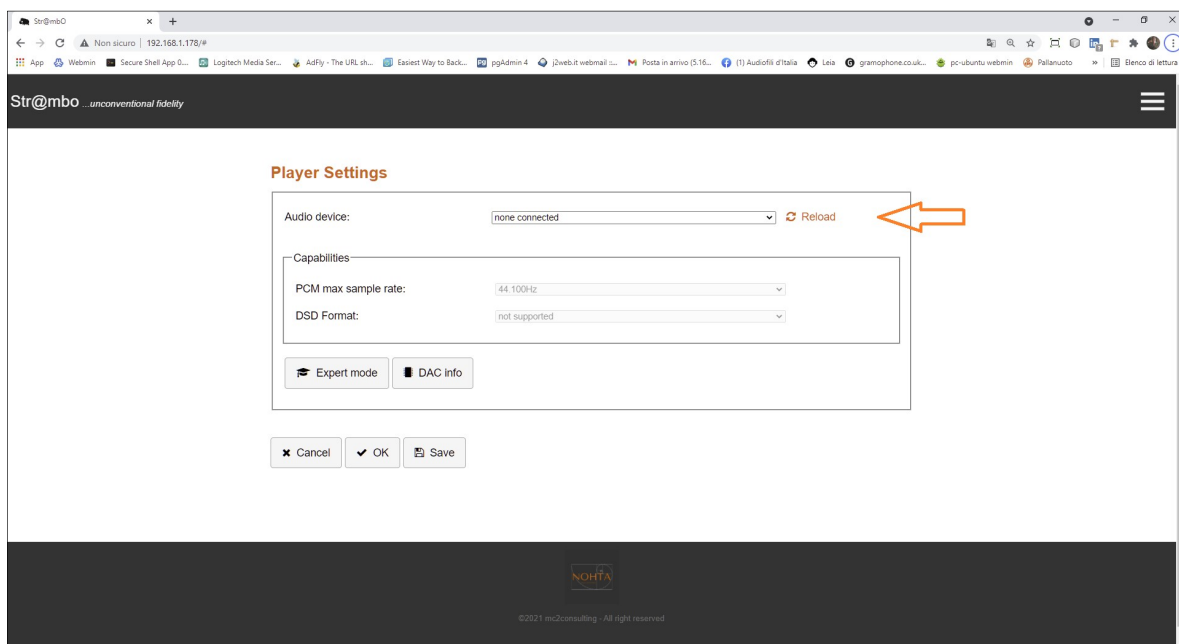 Str@mbO
Non sicuro | 192.168.1.178/#
App Webmin Secure Shell App 0... Logitech Media Ser... AdFly - The URL sh... Easiest Way to Back... pgAdmin 4 j2web.it webmail ::... Posta in arrivo (5.16... (1) Audiofili d'Italia Leia gramophone.co.uk... pc-ubuntu webmin Pallanuoto » Elenco di lettura
Str@mbo ...unconventional fidelity
Player Settings
Audio device: none connected Reload
Capabilities
PCM max sample rate: 44.100Hz
DSD Format: not supported
Expert mode DAC info
Cancel OK Save
NOHTA
©2021 mc2consulting - All right reserved